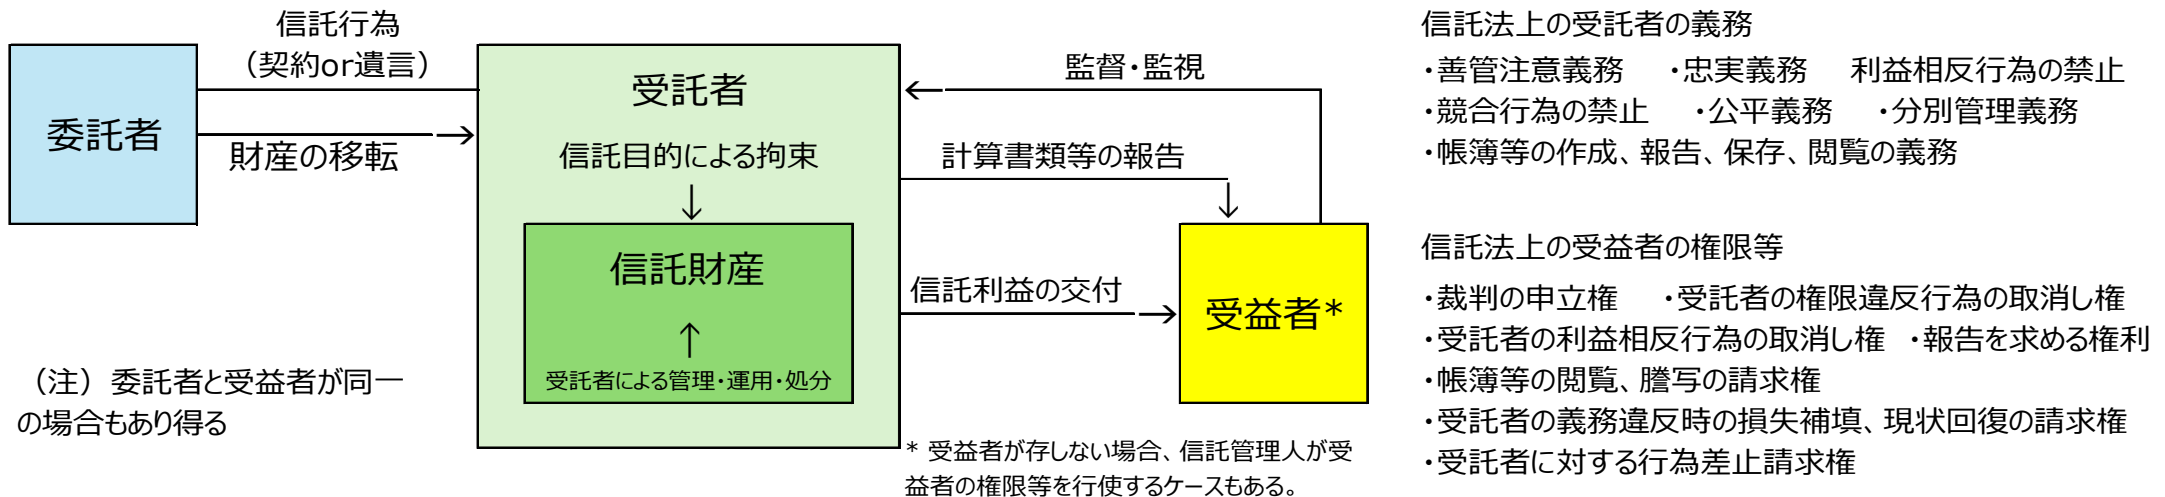 信託行為
（契約or遺言）
委託者
財産の移転
（注）委託者と受益者が同一
の場合もあり得る
受託者
信託目的による拘束
↓
信託財産
↑
受託者による管理・運用・処分
監督・監視
計算書類等の報告
信託利益の交付
受益者*
* 受益者が存しない場合、信託管理人が受
益者の権限等を行使するケースもある。
信託法上の受託者の義務
・善管注意義務　・忠実義務　利益相反行為の禁止
・競合行為の禁止　・公平義務　・分別管理義務
・帳簿等の作成、報告、保存、閲覧の義務
信託法上の受益者の権限等
・裁判の申立権　・受託者の権限違反行為の取消し権
・受託者の利益相反行為の取消し権　・報告を求める権利
・帳簿等の閲覧、謄写の請求権
・受託者の義務違反時の損失補填、現状回復の請求権
・受託者に対する行為差止請求権